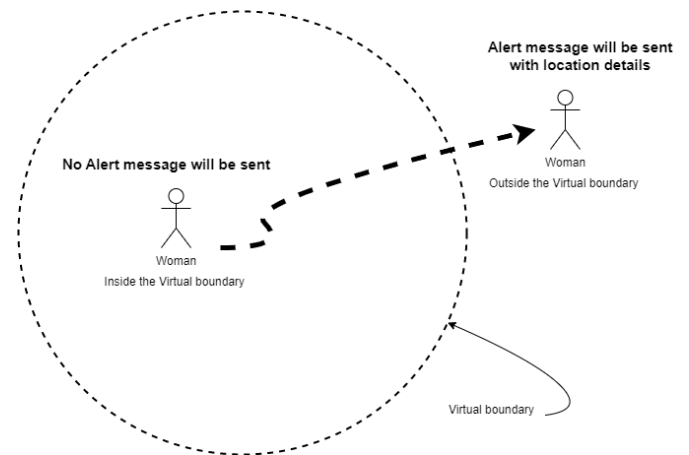 Alert message will be sent
with location details
Woman
Outside the Virtual boundary
No Alert message will be sent
Woman
Inside the Virtual boundary
Virtual boundary